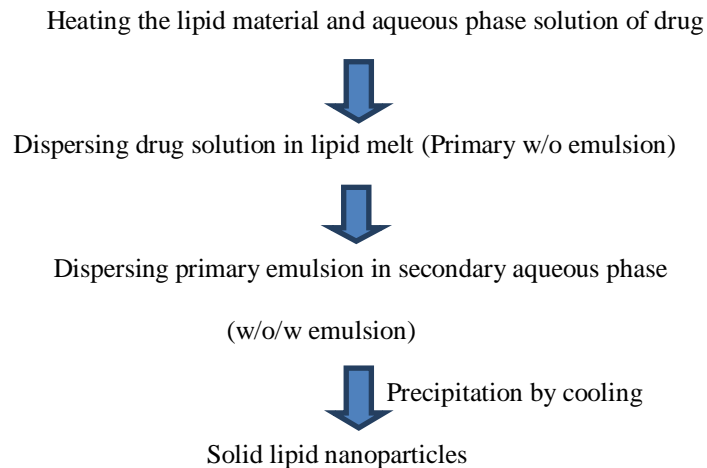 Heating the lipid material and aqueous phase solution of drug
Dispersing drug solution in lipid melt (Primary w/o emulsion)
Dispersing primary emulsion in secondary aqueous phase
(w/o/w emulsion)
Precipitation by cooling
Solid lipid nanoparticles